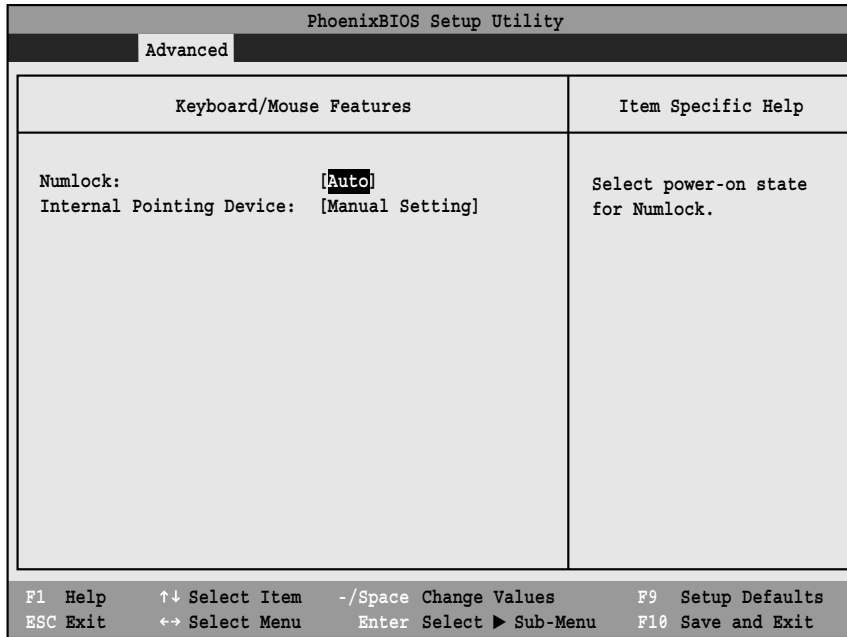 PhoenixBIOS Setup Utility
Advanced
Keyboard/Mouse Features
Item Specific Help
Numlock: [Auto]
Internal Pointing Device: [Manual Setting]
Select power-on state
for Numlock.
F1 Help ↑↓ Select Item -/Space Change Values F9 Setup Defaults
ESC Exit ←→ Select Menu Enter Select ▶ Sub-Menu F10 Save and Exit